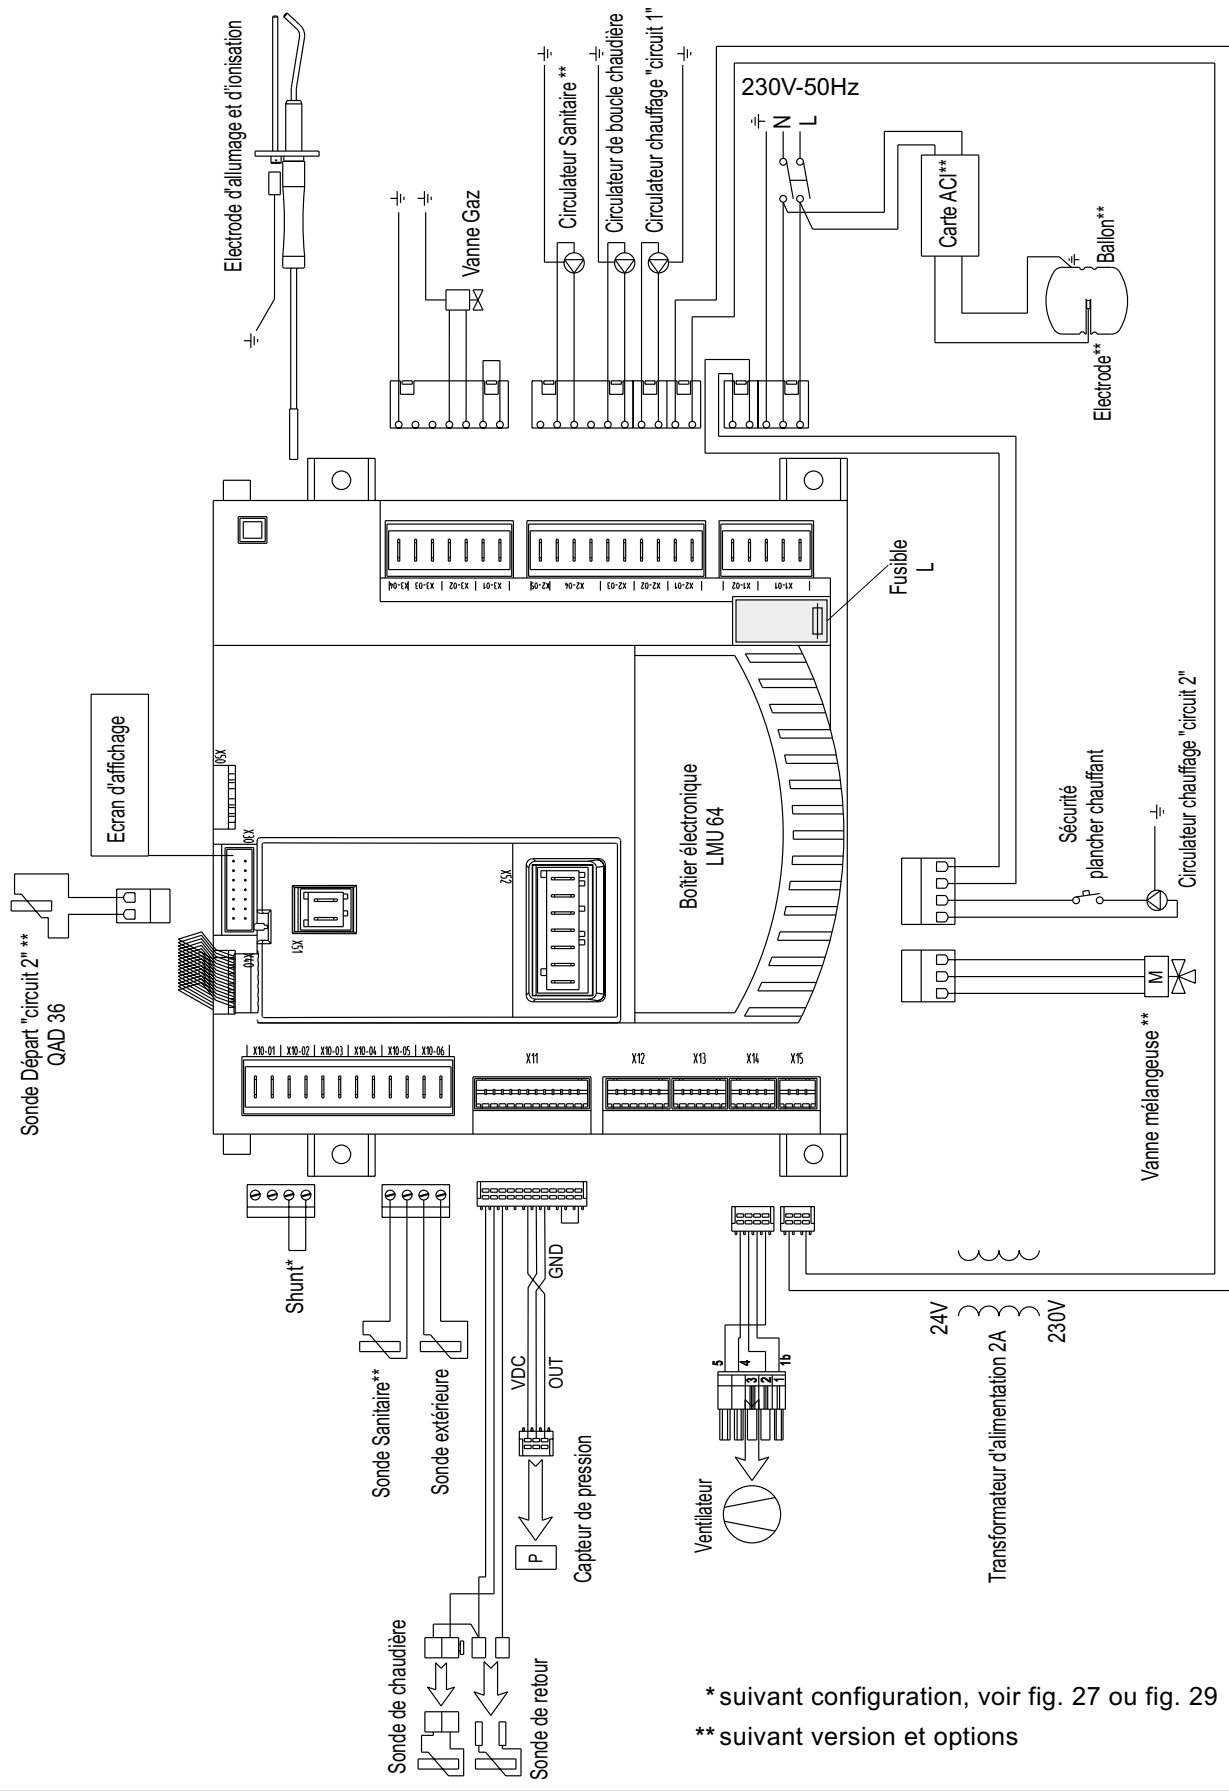 Electrode d'allumage et d'ionisation
Vanne Gaz
Circulateur Sanitaire**
Circulateur de boucle chaudière
Circulateur chauffage "circuit 1"
230V-50Hz
N
L
Carte ACI**
Ballon**
Electrode**
X3-04
X3-03
X3-02
X3-01
X2-05
X2-04
X2-03
X2-02
X2-01
X1-02
X1-01
Fusible
L
Ecran d'affichage
X50
X30
Sonde Départ "circuit 2" **
QAD 36
X40
X51
X52
Boîtier électronique
LMU 64
Sécurité
plancher chauffant
Circulateur chauffage "circuit 2"
M
Vanne mélangeuse **
X10-01
X10-02
X10-03
X10-04
X10-05
X10-06
X11
X12
X13
X14
X15
Shunt*
Sonde Sanitaire**
Sonde extérieure
VDC
GND
OUT
P
Capteur de pression
Sonde de chaudière
Sonde de retour
5
4
3
2
1
1b
Ventilateur
24V
230V
Transformateur d'alimentation 2A
* suivant configuration, voir fig. 27 ou fig. 29
** suivant version et options